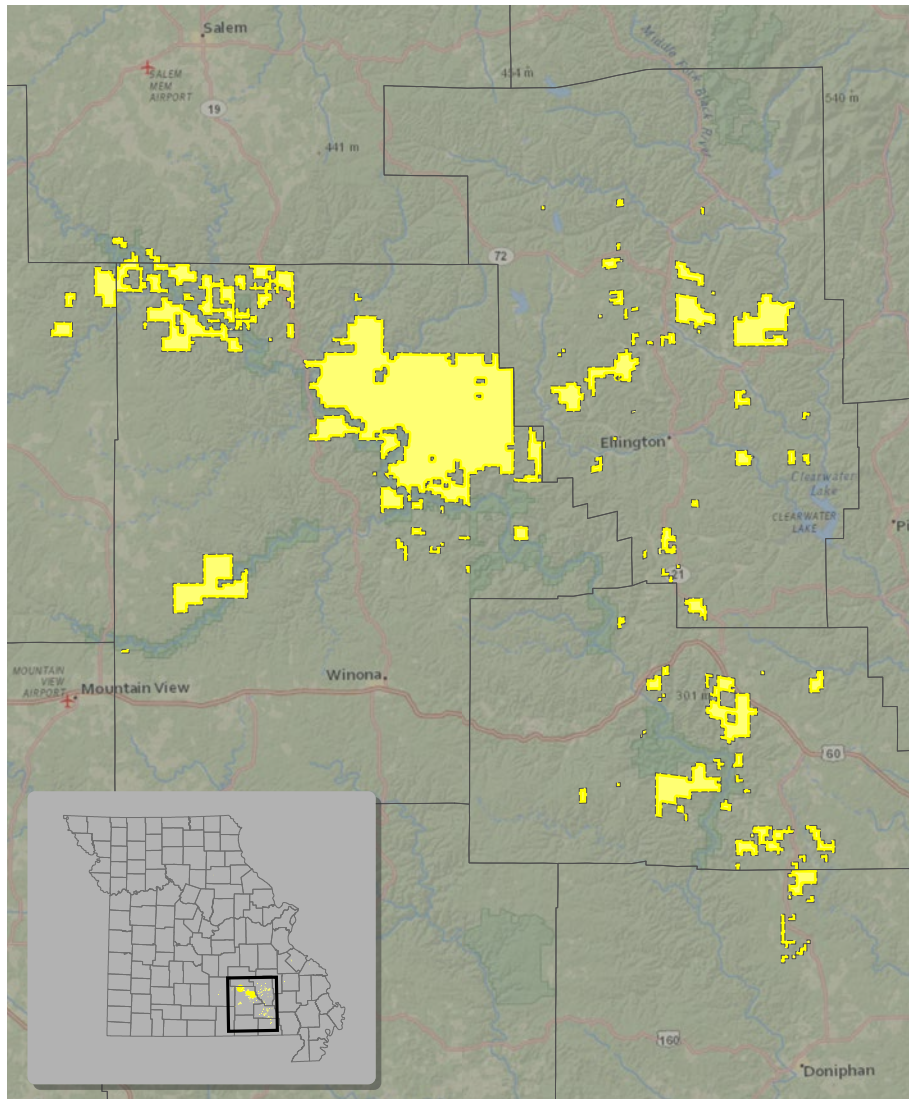 Salem
SALEM
MEM
AIRPORT
19
454 m
Middle Fork Black River
540 m
441 m
72
Ellington
Clearwater
Lake
CLEARWATER
LAKE
Pi
21
MOUNTAIN
VIEW
AIRPORT
Mountain View
Winona
301 m
60
160
Doniphan